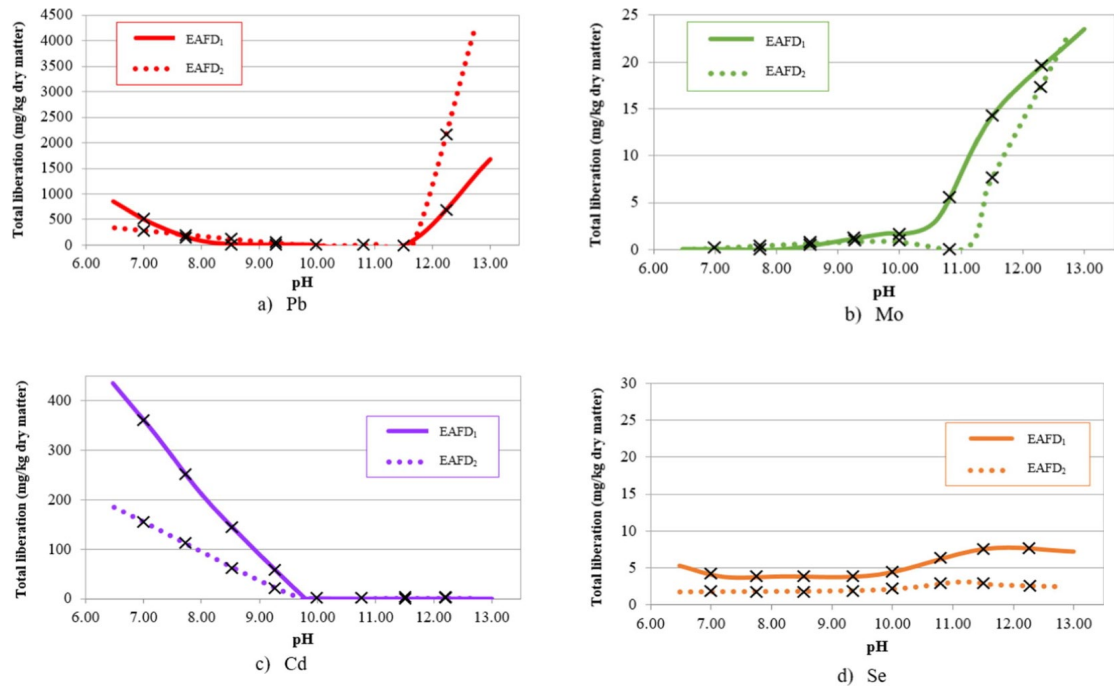 Total liberation (mg/kg dry matter)
4500
4000
3500
3000
2500
2000
1500
1000
500
0
EAFD1
EAFD2
6.00 7.00 8.00 9.00 10.00 11.00 12.00 13.00
pH
a) Pb
Total liberation (mg/kg dry matter)
25
20
15
10
5
0
EAFD1
EAFD2
6.00 7.00 8.00 9.00 10.00 11.00 12.00 13.00
pH
b) Mo
Total liberation (mg/kg dry matter)
400
300
200
100
0
EAFD1
EAFD2
6.00 7.00 8.00 9.00 10.00 11.00 12.00 13.00
pH
c) Cd
Total liberation (mg/kg dry matter)
30
25
20
15
10
5
0
EAFD1
EAFD2
6.00 7.00 8.00 9.00 10.00 11.00 12.00 13.00
pH
d) Se